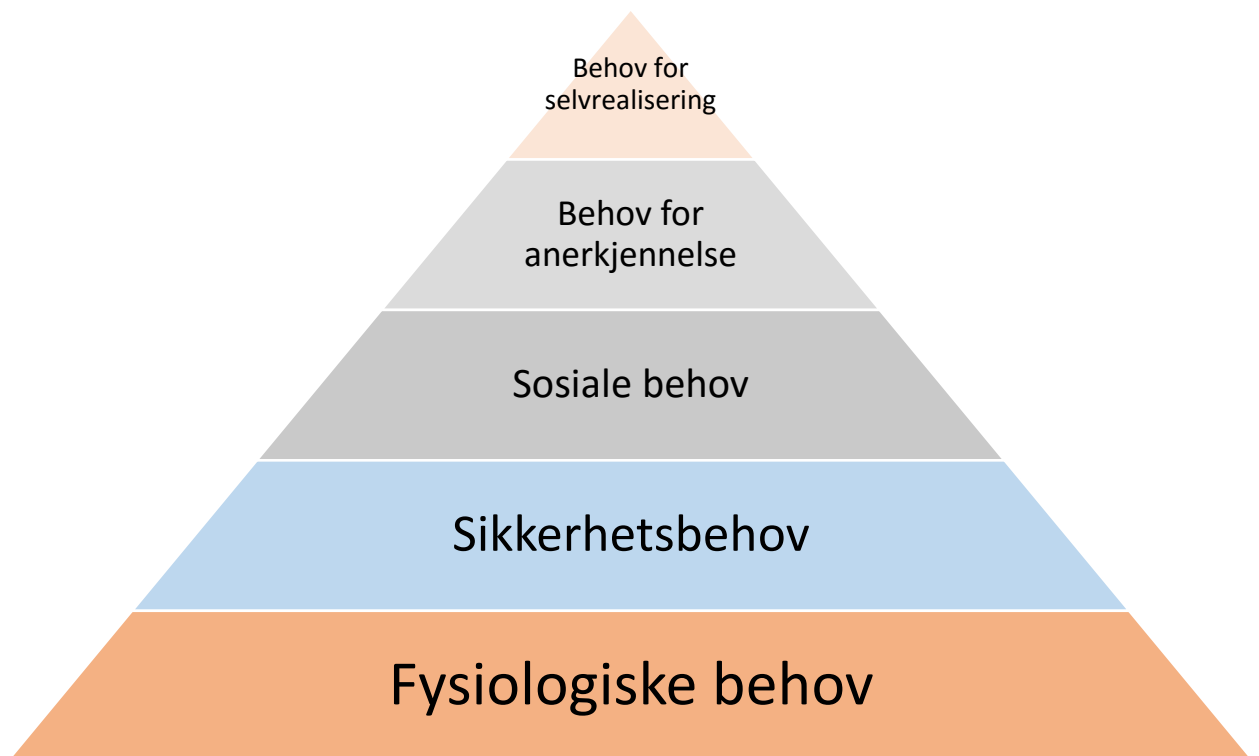 Behov for
selvrealisering
Behov for
anerkjennelse
Sosiale behov
Sikkerhetsbehov
Fysiologiske behov